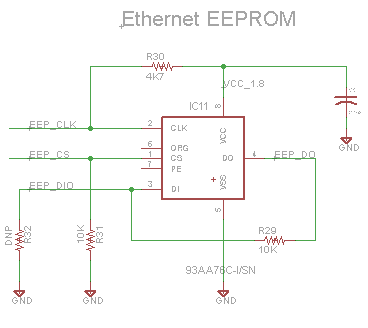 Ethernet EEPROM
R30
4K7
VCC_1.8
IC11
8
EEP_CLK
2
CLK
VCC
GND
6
ORG
EEP_CS
1
CS
DO
4
EEP_DO
7
PE
EEP_DIO
3
DI
VSS
5
DNP
R32
10K
R31
R29
10K
93AA76C-I/SN
GND
GND
GND